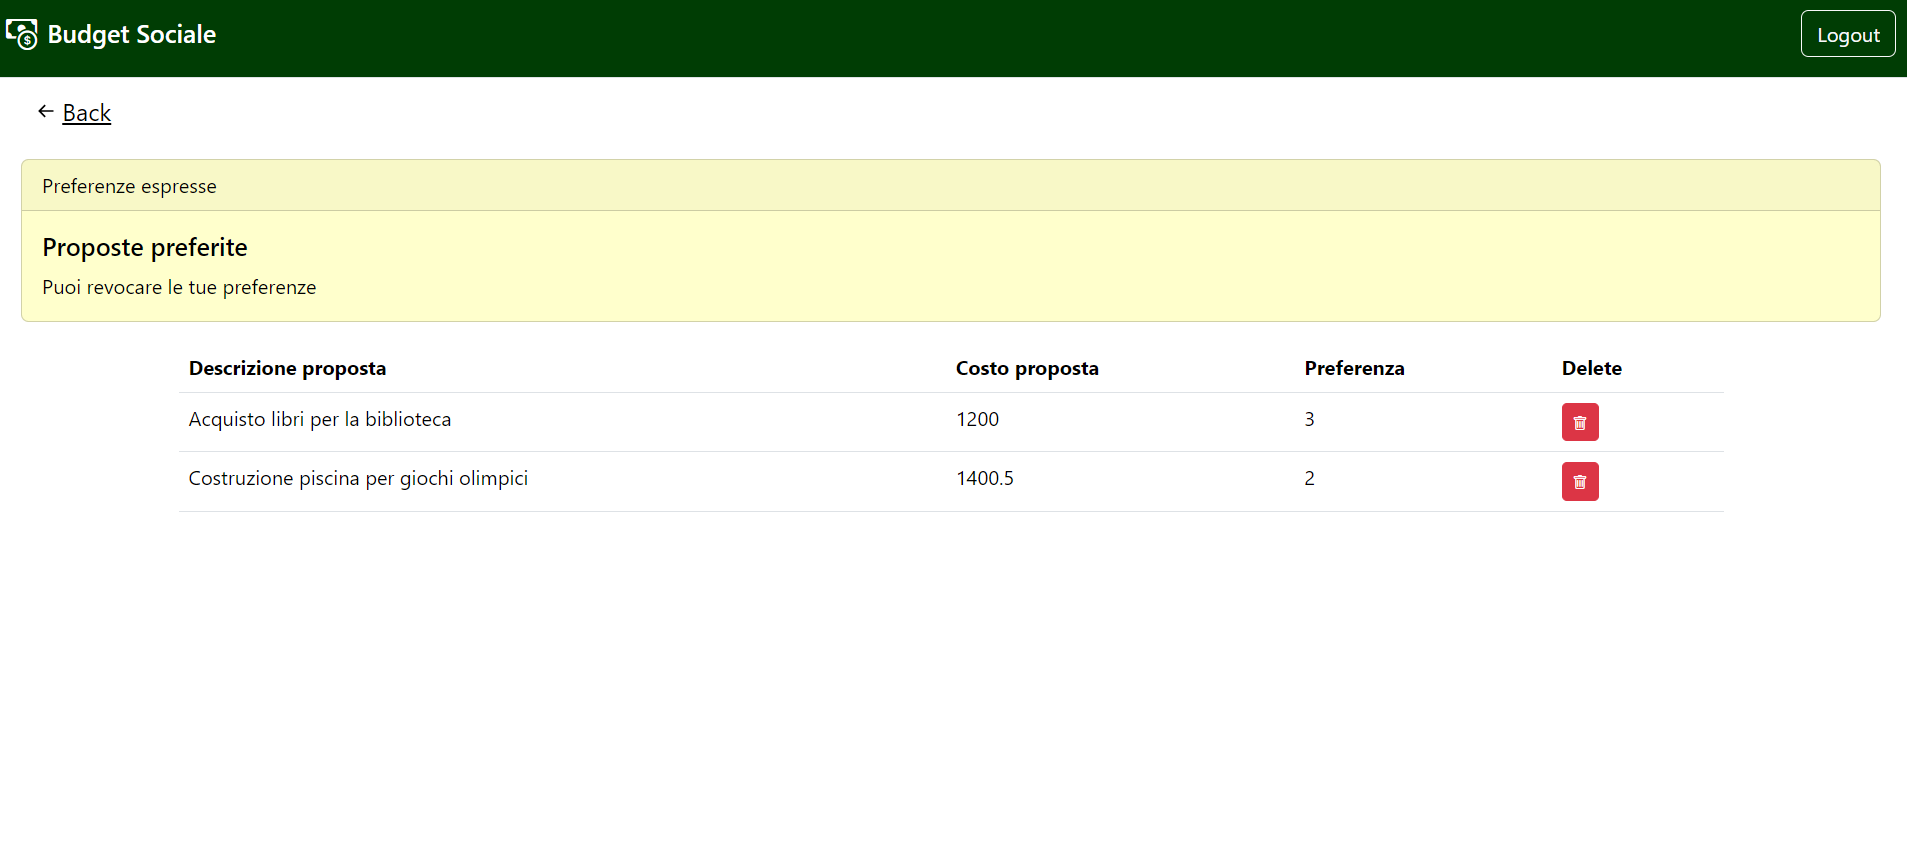 Budget Sociale
Logout
Back
Preferenze espresse
Proposte preferite
Puoi revocare le tue preferenze
Descrizione proposta Costo proposta Preferenza Delete
Acquisto libri per la biblioteca 1200 3
Costruzione piscina per giochi olimpici 1400.5 2